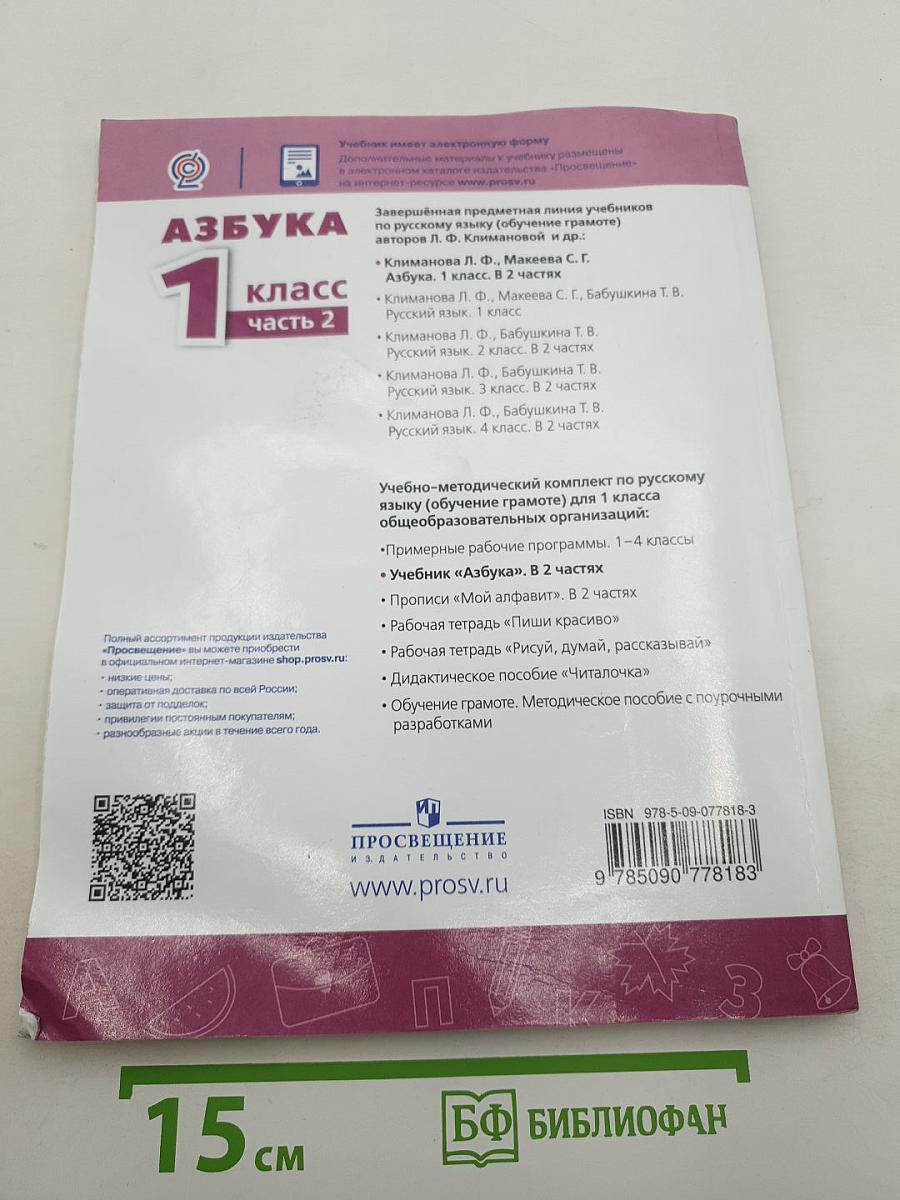 Учебник имеет электронную форму
Дополнительные материалы к учебнику размещены
в электронном каталоге издательства «Просвещение»
на интернет-ресурсе www.prosv.ru
АЗБУКА
1 класс
часть 2
Завершённая предметная линия учебников
по русскому языку (обучение грамоте)
авторов Л. Ф. Климановой и др.:
• Климанова Л. Ф., Макеева С. Г.
Азбука. 1 класс. В 2 частях
• Климанова Л. Ф., Макеева С. Г., Бабушкина Т. В.
Русский язык. 1 класс
• Климанова Л. Ф., Бабушкина Т. В.
Русский язык. 2 класс. В 2 частях
• Климанова Л. Ф., Бабушкина Т. В.
Русский язык. 3 класс. В 2 частях
• Климанова Л. Ф., Бабушкина Т. В.
Русский язык. 4 класс. В 2 частях
Учебно-методический комплект по русскому
языку (обучение грамоте) для 1 класса
общеобразовательных организаций:
•Примерные рабочие программы. 1–4 классы
• Учебник «Азбука». В 2 частях
• Прописи «Мой алфавит». В 2 частях
• Рабочая тетрадь «Пиши красиво»
• Рабочая тетрадь «Рисуй, думай, рассказывай»
• Дидактическое пособие «Читалочка»
• Обучение грамоте. Методическое пособие с поурочными
разработками
Полный ассортимент продукции издательства
«Просвещение» вы можете приобрести
в официальном интернет-магазине shop.prosv.ru:
· низкие цены;
· оперативная доставка по всей России;
· защита от подделок;
· привилегии постоянным покупателям;
· разнообразные акции в течение всего года.
ПРОСВЕЩЕНИЕ
ИЗДАТЕЛЬСТВО
www.prosv.ru
ISBN 978-5-09-077818-3
9 785090 778183
А П К З
15 см
БФ БИБЛИОФАН